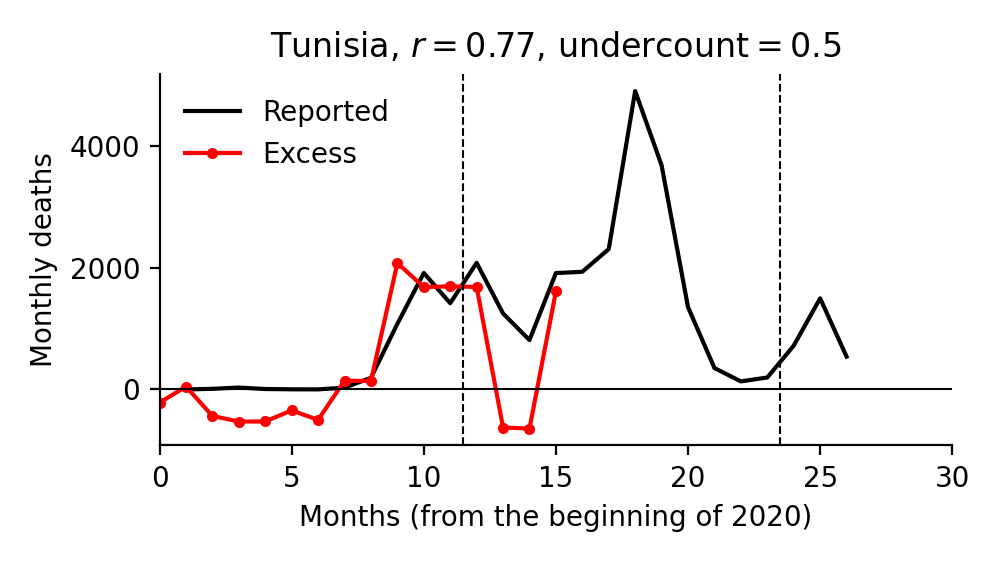 Tunisia, r = 0.77, undercount = 0.5
Reported
Excess
Monthly deaths
4000
2000
0
0 5 10 15 20 25 30
Months (from the beginning of 2020)